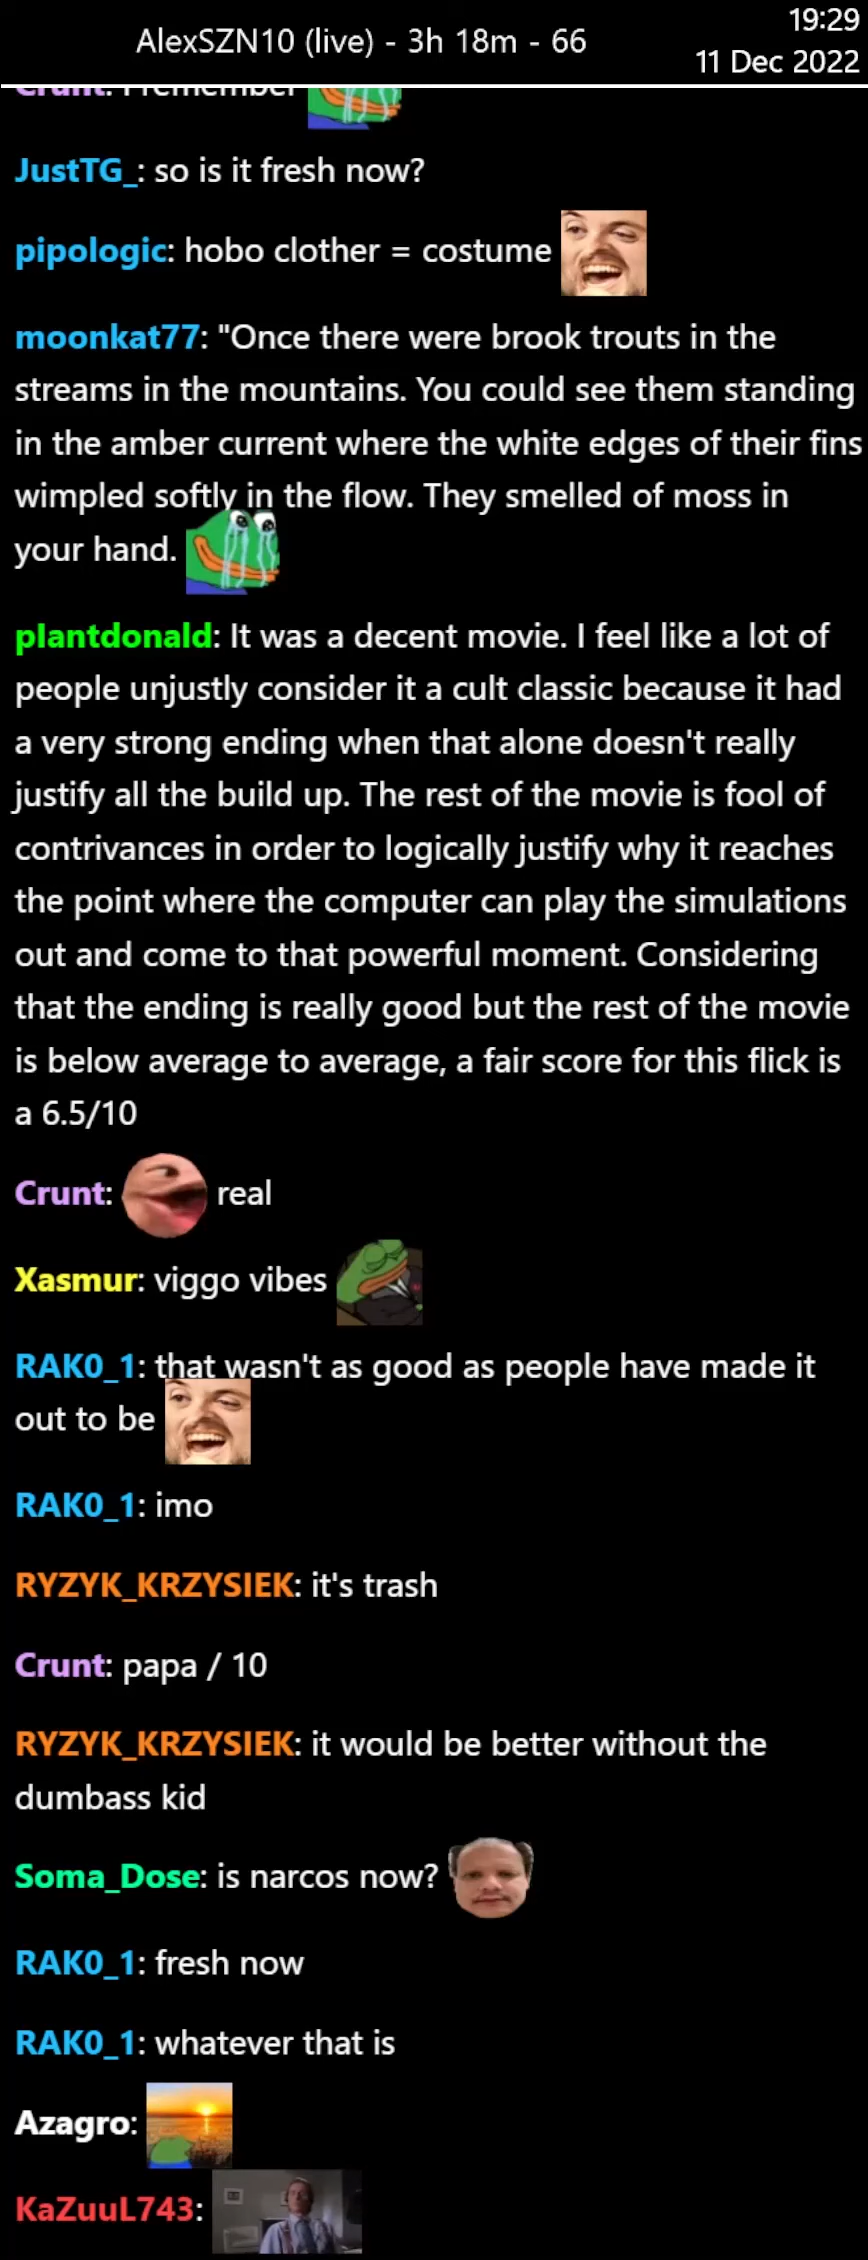 AlexSZN10 (live) - 3h 18m - 66
19:29
11 Dec 2022
Crunt: I remember
JustTG_: so is it fresh now?
pipologic: hobo clother = costume
moonkat77: "Once there were brook trouts in the
streams in the mountains. You could see them standing
in the amber current where the white edges of their fins
wimpled softly in the flow. They smelled of moss in
your hand.
plantdonald: It was a decent movie. I feel like a lot of
people unjustly consider it a cult classic because it had
a very strong ending when that alone doesn't really
justify all the build up. The rest of the movie is fool of
contrivances in order to logically justify why it reaches
the point where the computer can play the simulations
out and come to that powerful moment. Considering
that the ending is really good but the rest of the movie
is below average to average, a fair score for this flick is
a 6.5/10
Crunt: real
Xasmur: viggo vibes
RAK0_1: that wasn't as good as people have made it
out to be
RAK0_1: imo
RYZYK_KRZYSIEK: it's trash
Crunt: papa / 10
RYZYK_KRZYSIEK: it would be better without the
dumbass kid
Soma_Dose: is narcos now?
RAK0_1: fresh now
RAK0_1: whatever that is
Azagro:
KaZuuL743: